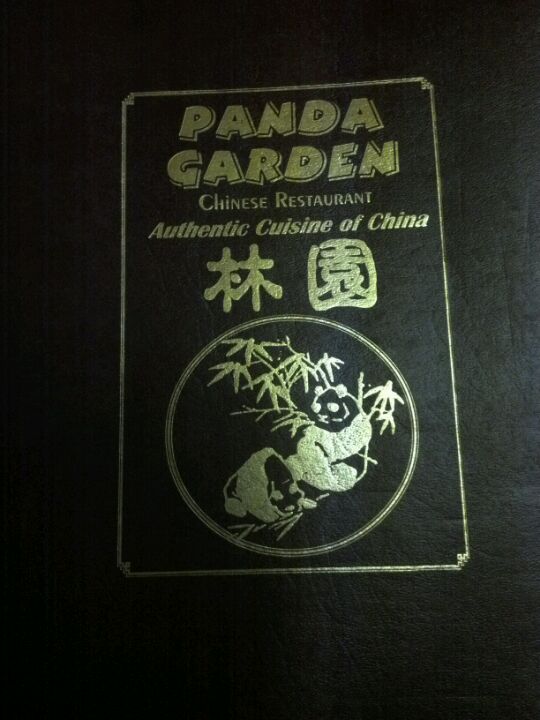 PANDA
GARDEN
CHINESE RESTAURANT
Authentic Cuisine of China
林園